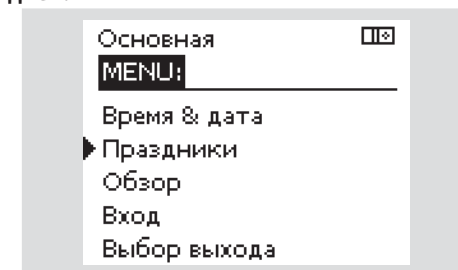 Основная
MENU:
Время & дата
Праздники
Обзор
Вход
Выбор выхода